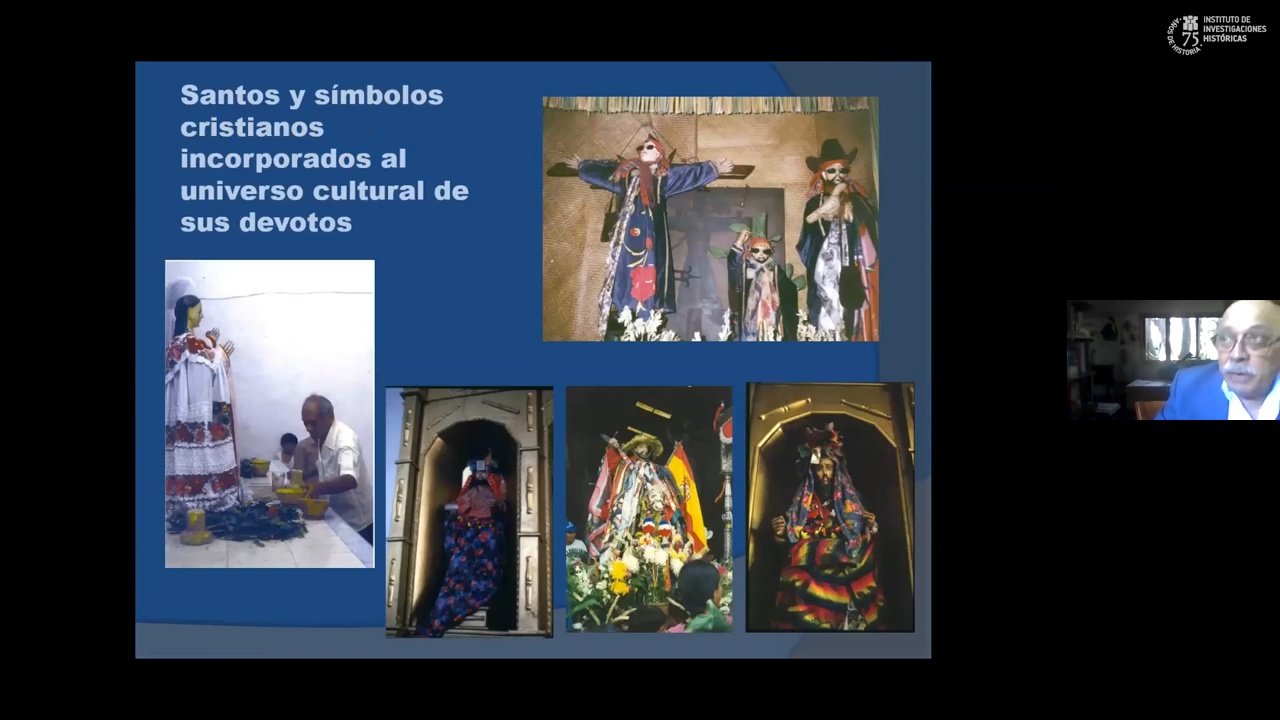 Santos y símbolos
cristianos
incorporados al
universo cultural de
sus devotos
INSTITUTO DE
INVESTIGACIONES
HISTÓRICAS
75
AÑOS DE HISTORIA